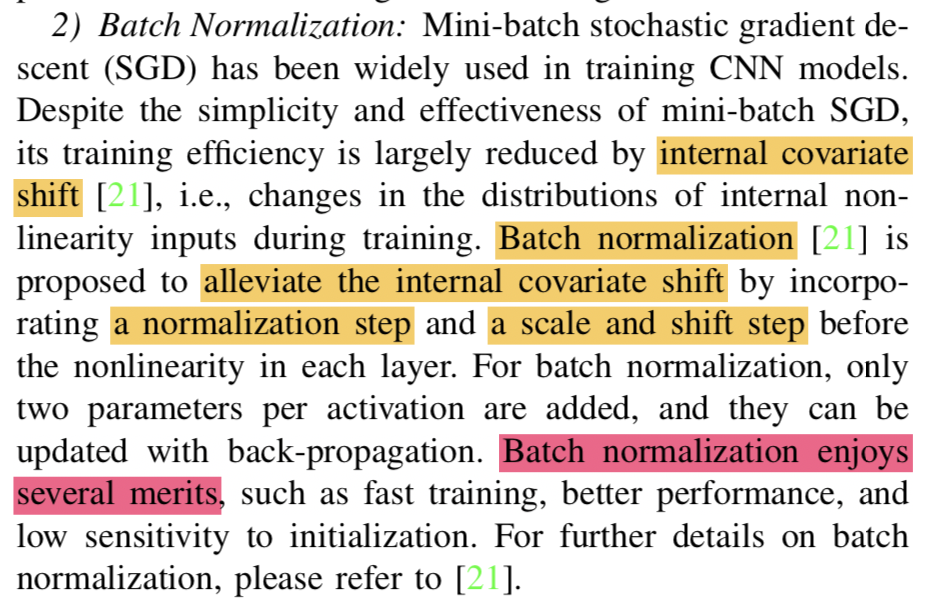 2) Batch Normalization: Mini-batch stochastic gradient de-
scent (SGD) has been widely used in training CNN models.
Despite the simplicity and effectiveness of mini-batch SGD,
its training efficiency is largely reduced by internal covariate
shift [21], i.e., changes in the distributions of internal non-
linearity inputs during training. Batch normalization [21] is
proposed to alleviate the internal covariate shift by incorpo-
rating a normalization step and a scale and shift step before
the nonlinearity in each layer. For batch normalization, only
two parameters per activation are added, and they can be
updated with back-propagation. Batch normalization enjoys
several merits, such as fast training, better performance, and
low sensitivity to initialization. For further details on batch
normalization, please refer to [21].